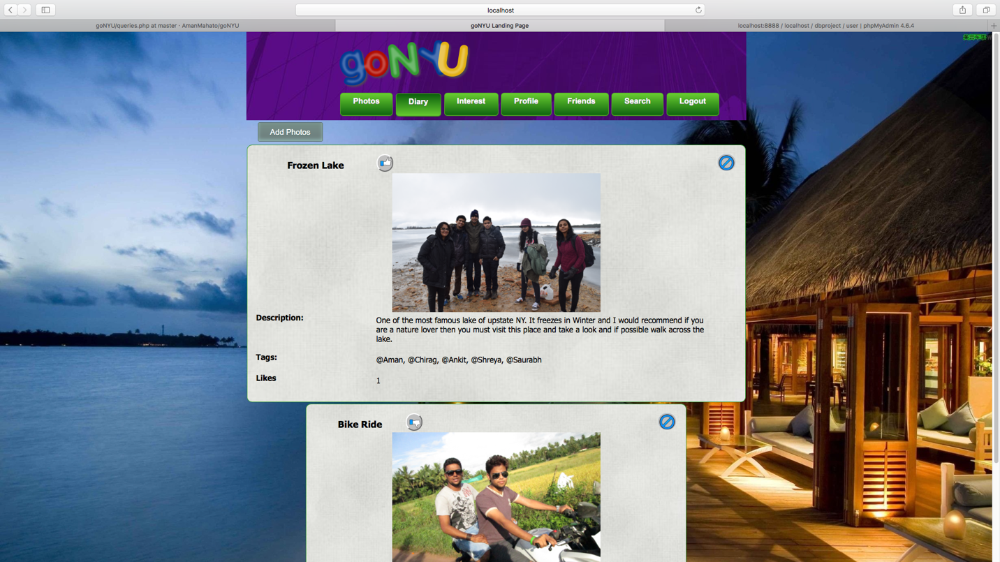 localhost
goNYU/queries.php at master · AmanMahato/goNYU
goNYU Landing Page
localhost:8888 / localhost / dbproject / user | phpMyAdmin 4.6.4
goNYU
Photos
Diary
Interest
Profile
Friends
Search
Logout
Add Photos
Frozen Lake
Description:
One of the most famous lake of upstate NY. It freezes in Winter and I would recommend if you
are a nature lover then you must visit this place and take a look and if possible walk across the
lake.
Tags:
@Aman, @Chirag, @Ankit, @Shreya, @Saurabh
Likes
1
Bike Ride